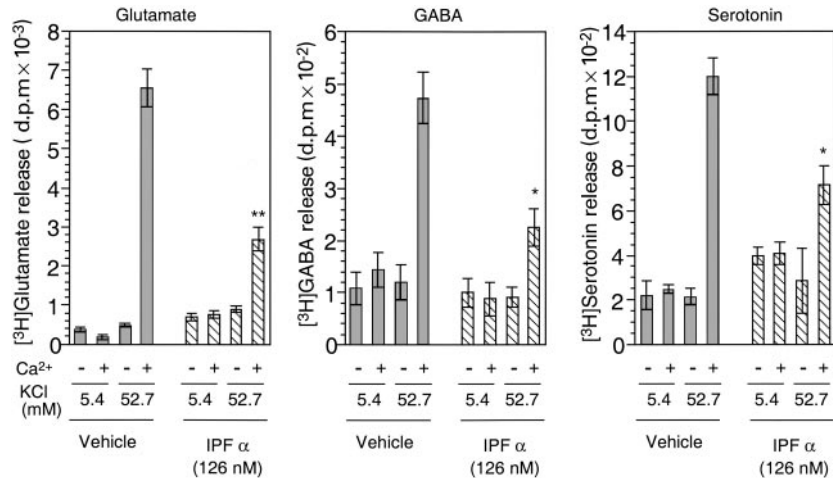 Glutamate
[³H]Glutamate release ( d.p.m × 10⁻³)
8
7
6
5
4
3
2
1
0
**
Ca²⁺ - + - + - + - +
KCl (mM) 5.4 52.7 5.4 52.7
Vehicle IPF α
(126 nM)
GABA
[³H]GABA release (d.p.m × 10⁻²)
6
5
4
3
2
1
0
*
- + - + - + - +
5.4 52.7 5.4 52.7
Vehicle IPF α
(126 nM)
Serotonin
[³H]Serotonin release (d.p.m × 10⁻²)
14
12
10
8
6
4
2
0
*
- + - + - + - +
5.4 52.7 5.4 52.7
Vehicle IPF α
(126 nM)